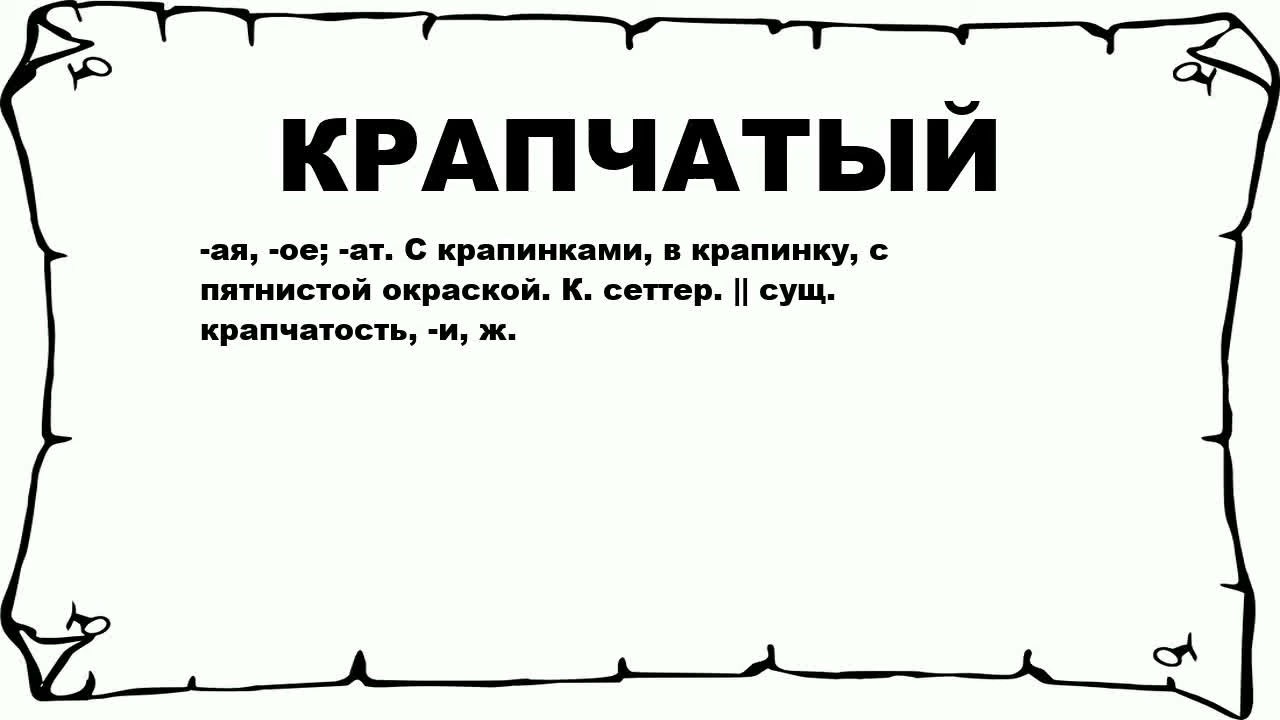 КРАПЧАТЫЙ
-ая, -ое; -ат. С крапинками, в крапинку, с
пятнистой окраской. К. сеттер. || сущ.
крапчатость, -и, ж.